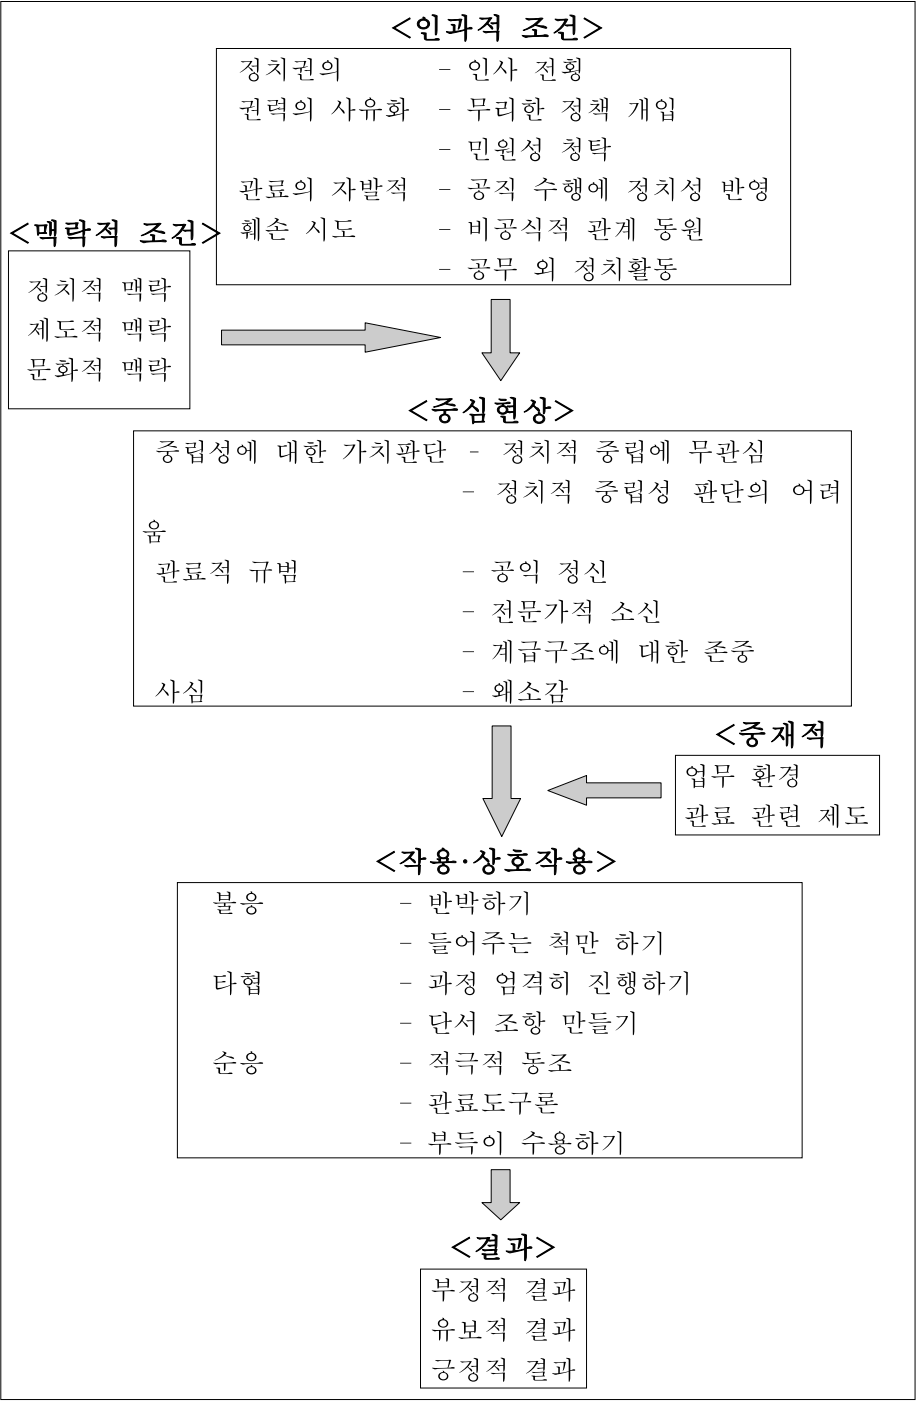 <인과적 조건>
정치권의 - 인사 전횡
권력의 사유화 - 무리한 정책 개입
- 민원성 청탁
관료의 자발적 - 공직 수행에 정치성 반영
훼손 시도 - 비공식적 관계 동원
- 공무 외 정치활동
<맥락적 조건>
정치적 맥락
제도적 맥락
문화적 맥락
<중심현상>
중립성에 대한 가치판단 - 정치적 중립에 무관심
- 정치적 중립성 판단의 어려
움
관료적 규범 - 공익 정신
- 전문가적 소신
- 계급구조에 대한 존중
사심 - 왜소감
<중재적
업무 환경
관료 관련 제도
<작용·상호작용>
불응 - 반박하기
- 들어주는 척만 하기
타협 - 과정 엄격히 진행하기
- 단서 조항 만들기
순응 - 적극적 동조
- 관료도구론
- 부득이 수용하기
<결과>
부정적 결과
유보적 결과
긍정적 결과